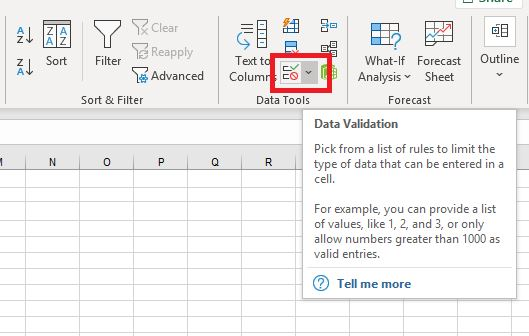 Share
A
Z
Z
A
Z A
A Z
Sort
Filter
Clear
Reapply
Advanced
Text to
Columns
What-If
Analysis
Forecast
Sheet
Outline
Sort & Filter
Data Tools
Forecast
N
O
P
Q
R
Data Validation
Pick from a list of rules to limit the
type of data that can be entered in a
cell.
For example, you can provide a list
of values, like 1, 2, and 3, or only
allow numbers greater than 1000 as
valid entries.
? Tell me more